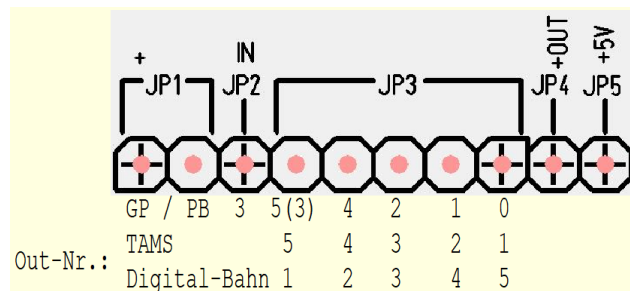 + IN +OUT +5V
JP1 JP2 JP3 JP4 JP5
GP / PB 3 5(3) 4 2 1 0
TAMS 5 4 3 2 1
Out-Nr.:
Digital-Bahn 1 2 3 4 5